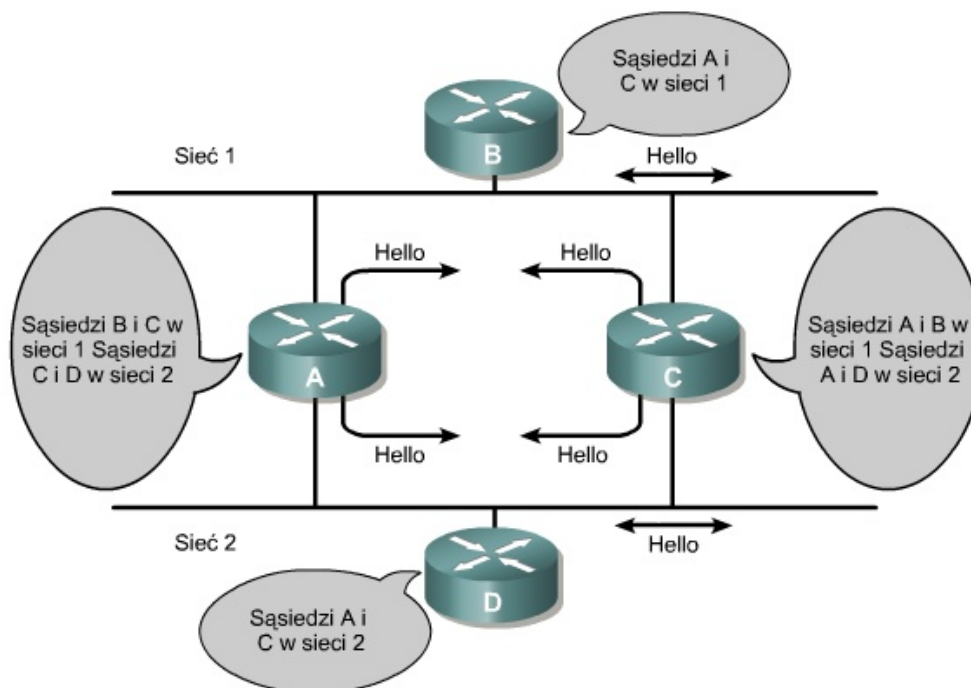 Sąsiedzi A i
C w sieci 1
B
Sieć 1
Hello
Hello
Hello
Sąsiedzi B i C w
sieci 1 Sąsiedzi
C i D w sieci 2
A
C
Sąsiedzi A i B w
sieci 1 Sąsiedzi
A i D w sieci 2
Hello
Hello
Sieć 2
Hello
D
Sąsiedzi A i
C w sieci 2